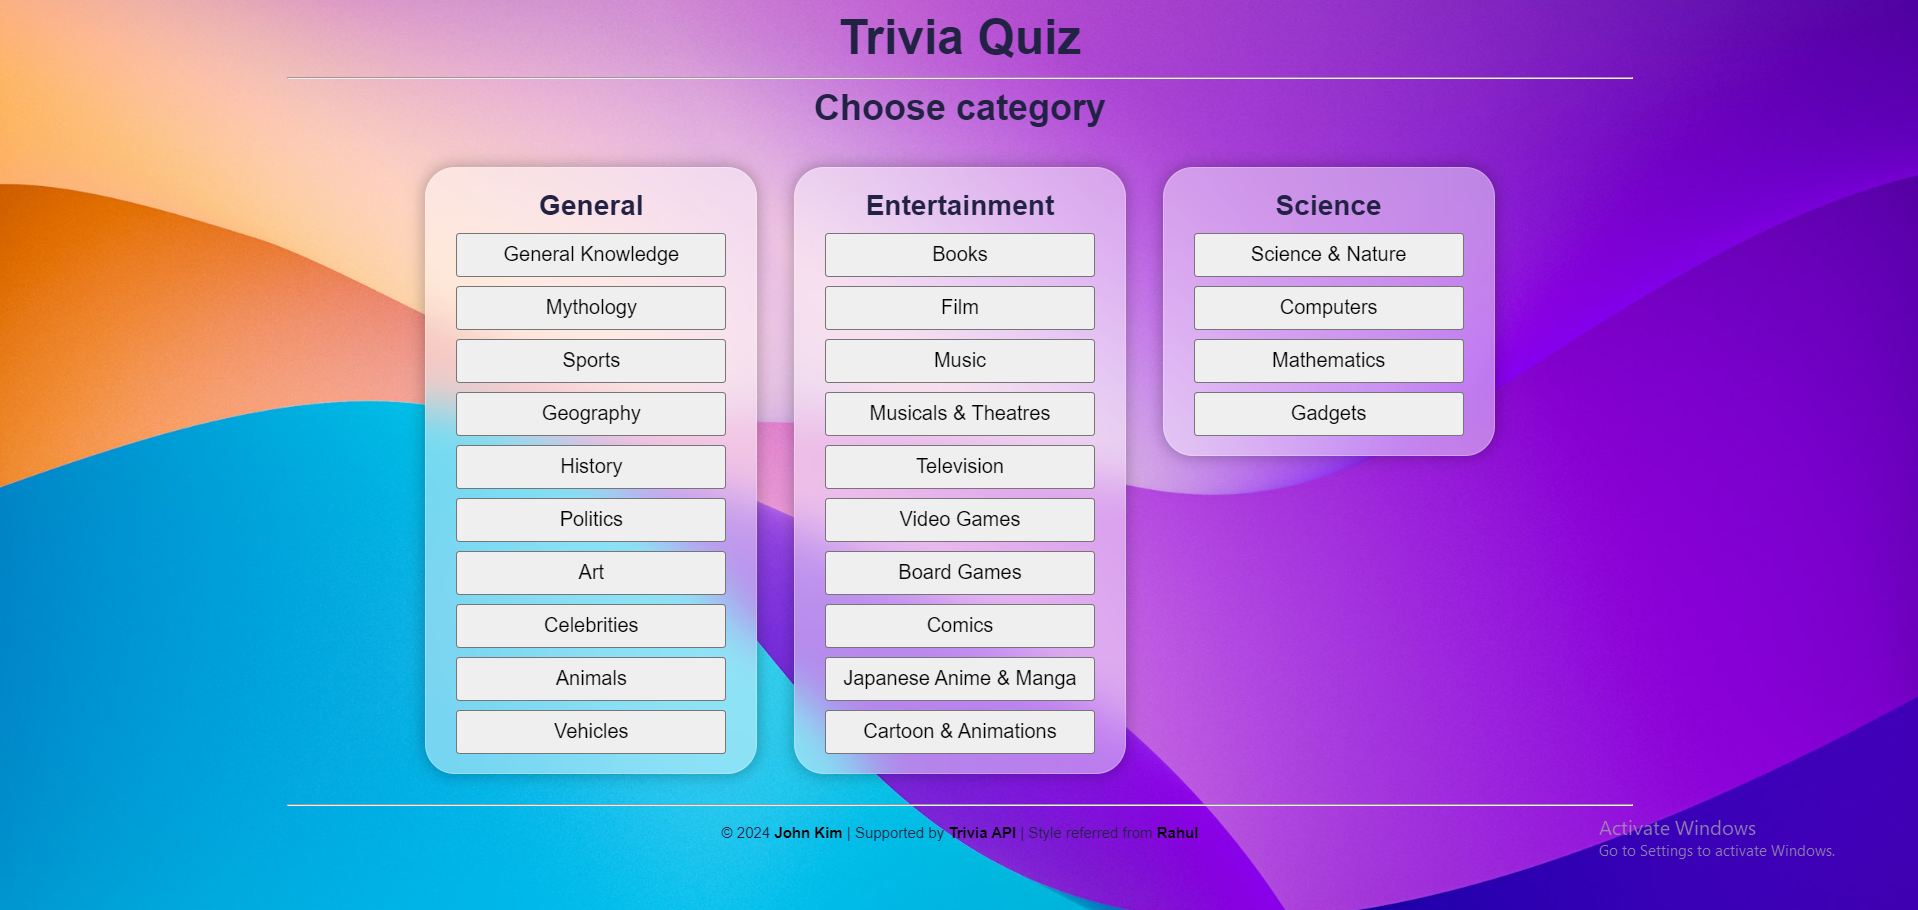 Trivia Quiz
Choose category
General
General Knowledge
Mythology
Sports
Geography
History
Politics
Art
Celebrities
Animals
Vehicles
Entertainment
Books
Film
Music
Musicals & Theatres
Television
Video Games
Board Games
Comics
Japanese Anime & Manga
Cartoon & Animations
Science
Science & Nature
Computers
Mathematics
Gadgets
© 2024 John Kim | Supported by Trivia API | Style referred from Rahul
Activate Windows
Go to Settings to activate Windows.